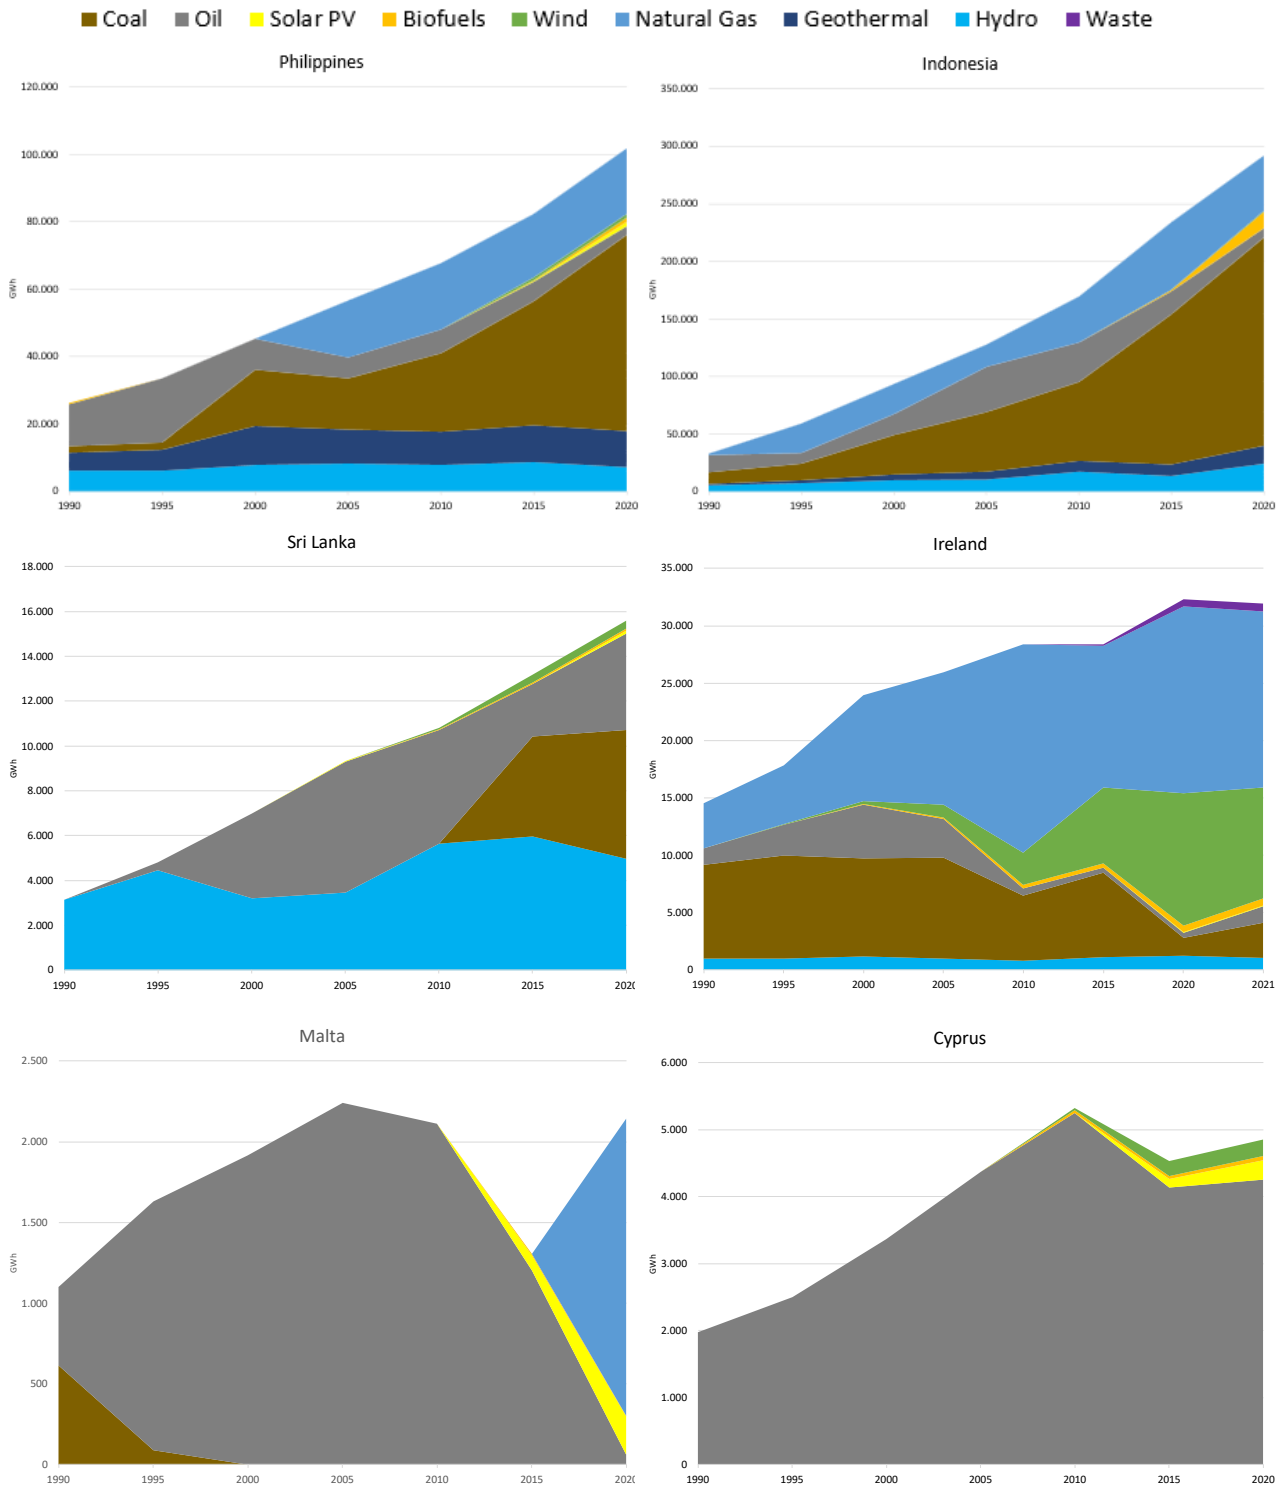 Coal Oil Solar PV Biofuels Wind Natural Gas Geothermal Hydro Waste
Philippines
120.000
100.000
80.000
60.000
40.000
20.000
0
GWh
1990 1995 2000 2005 2010 2015 2020
Indonesia
350.000
300.000
250.000
200.000
150.000
100.000
50.000
0
GWh
1990 1995 2000 2005 2010 2015 2020
Sri Lanka
18.000
16.000
14.000
12.000
10.000
8.000
6.000
4.000
2.000
0
GWh
1990 1995 2000 2005 2010 2015 2020
Ireland
35.000
30.000
25.000
20.000
15.000
10.000
5.000
0
GWh
1990 1995 2000 2005 2010 2015 2020 2021
Malta
2.500
2.000
1.500
1.000
500
0
GWh
1990 1995 2000 2005 2010 2015 2020
Cyprus
6.000
5.000
4.000
3.000
2.000
1.000
0
GWh
1990 1995 2000 2005 2010 2015 2020